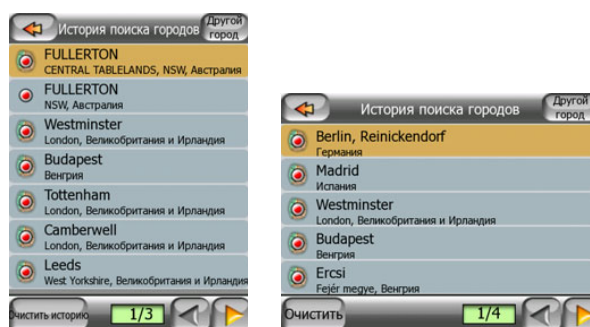 История поиска городов
Другой
город
FULLERTON
CENTRAL TABLELANDS, NSW, Австралия
FULLERTON
NSW, Австралия
Westminster
London, Великобритания и Ирландия
Budapest
Венгрия
Tottenham
London, Великобритания и Ирландия
Camberwell
London, Великобритания и Ирландия
Leeds
West Yorkshire, Великобритания и Ирландия
Очистить историю
1/3
История поиска городов
Другой
город
Berlin, Reinickendorf
Германия
Madrid
Испания
Westminster
London, Великобритания и Ирландия
Budapest
Венгрия
Ercsi
Fejér megye, Венгрия
Очистить
1/4